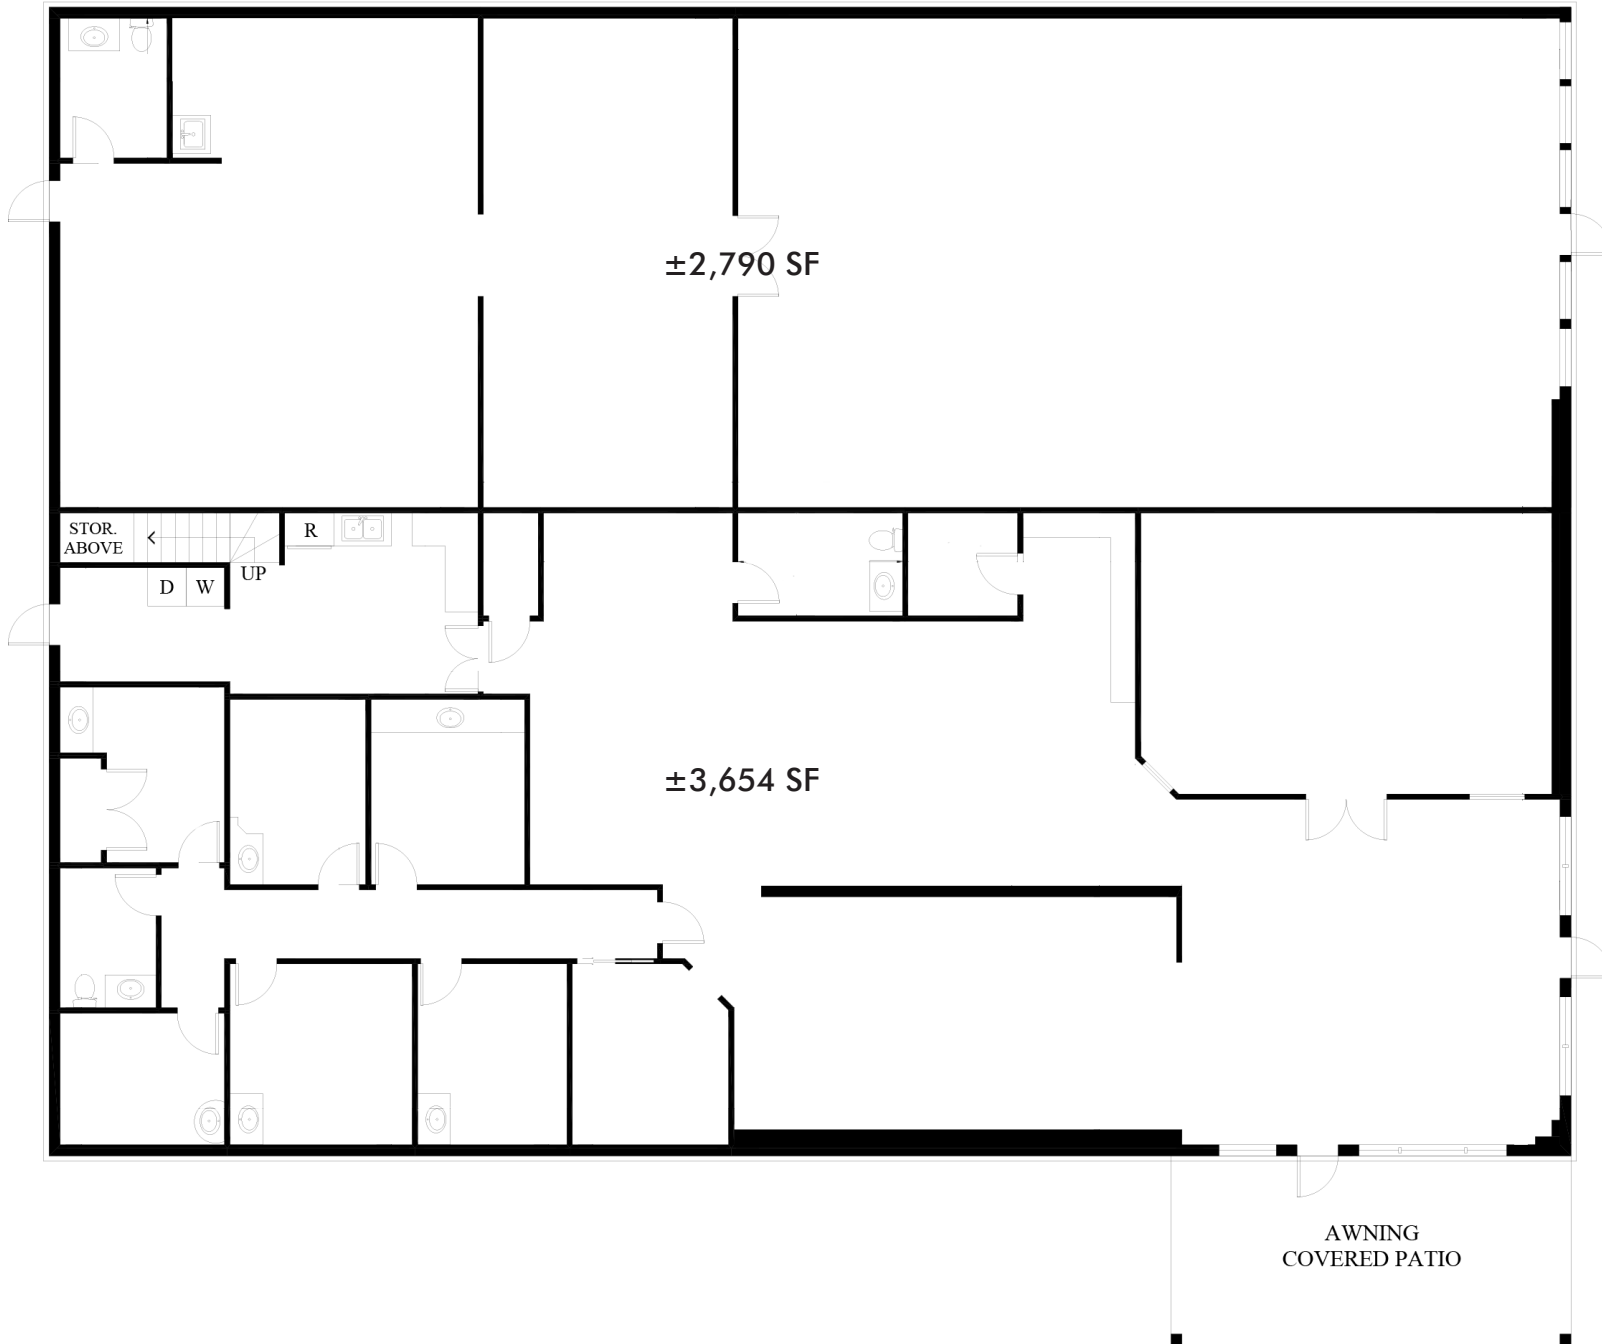 ±2,790 SF
STOR.
ABOVE
R
UP
D
W
±3,654 SF
AWNING
COVERED PATIO